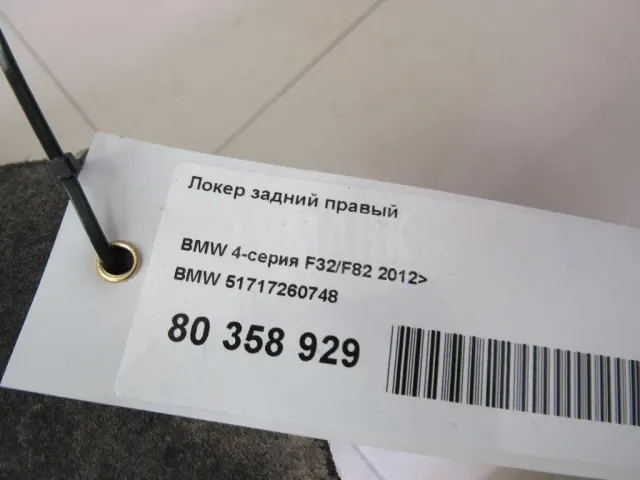 Локер задний правый
BMW 4-серия F32/F82 2012>
BMW 51717260748
80 358 929